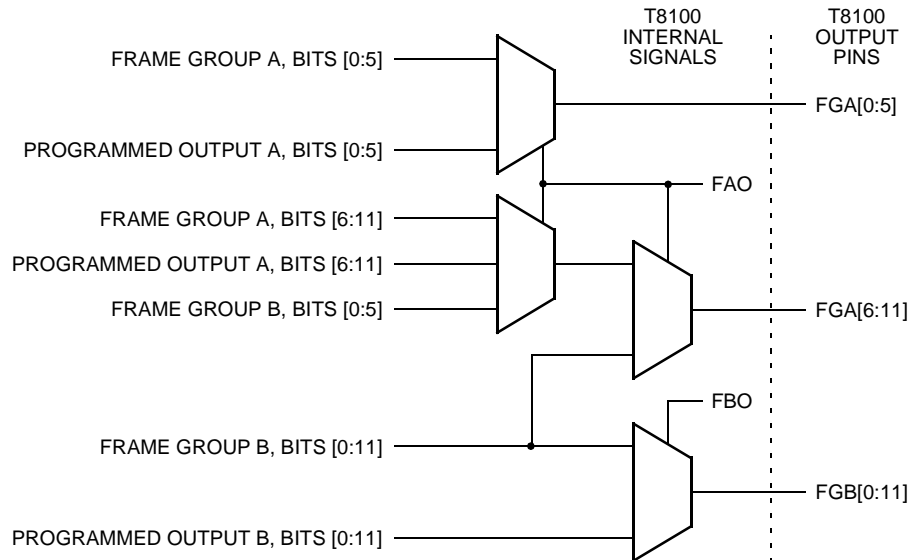 T8100
INTERNAL
SIGNALS
T8100
OUTPUT
PINS
FRAME GROUP A, BITS [0:5]
FGA[0:5]
PROGRAMMED OUTPUT A, BITS [0:5]
FAO
FRAME GROUP A, BITS [6:11]
PROGRAMMED OUTPUT A, BITS [6:11]
FRAME GROUP B, BITS [0:5]
FGA[6:11]
FBO
FRAME GROUP B, BITS [0:11]
FGB[0:11]
PROGRAMMED OUTPUT B, BITS [0:11]